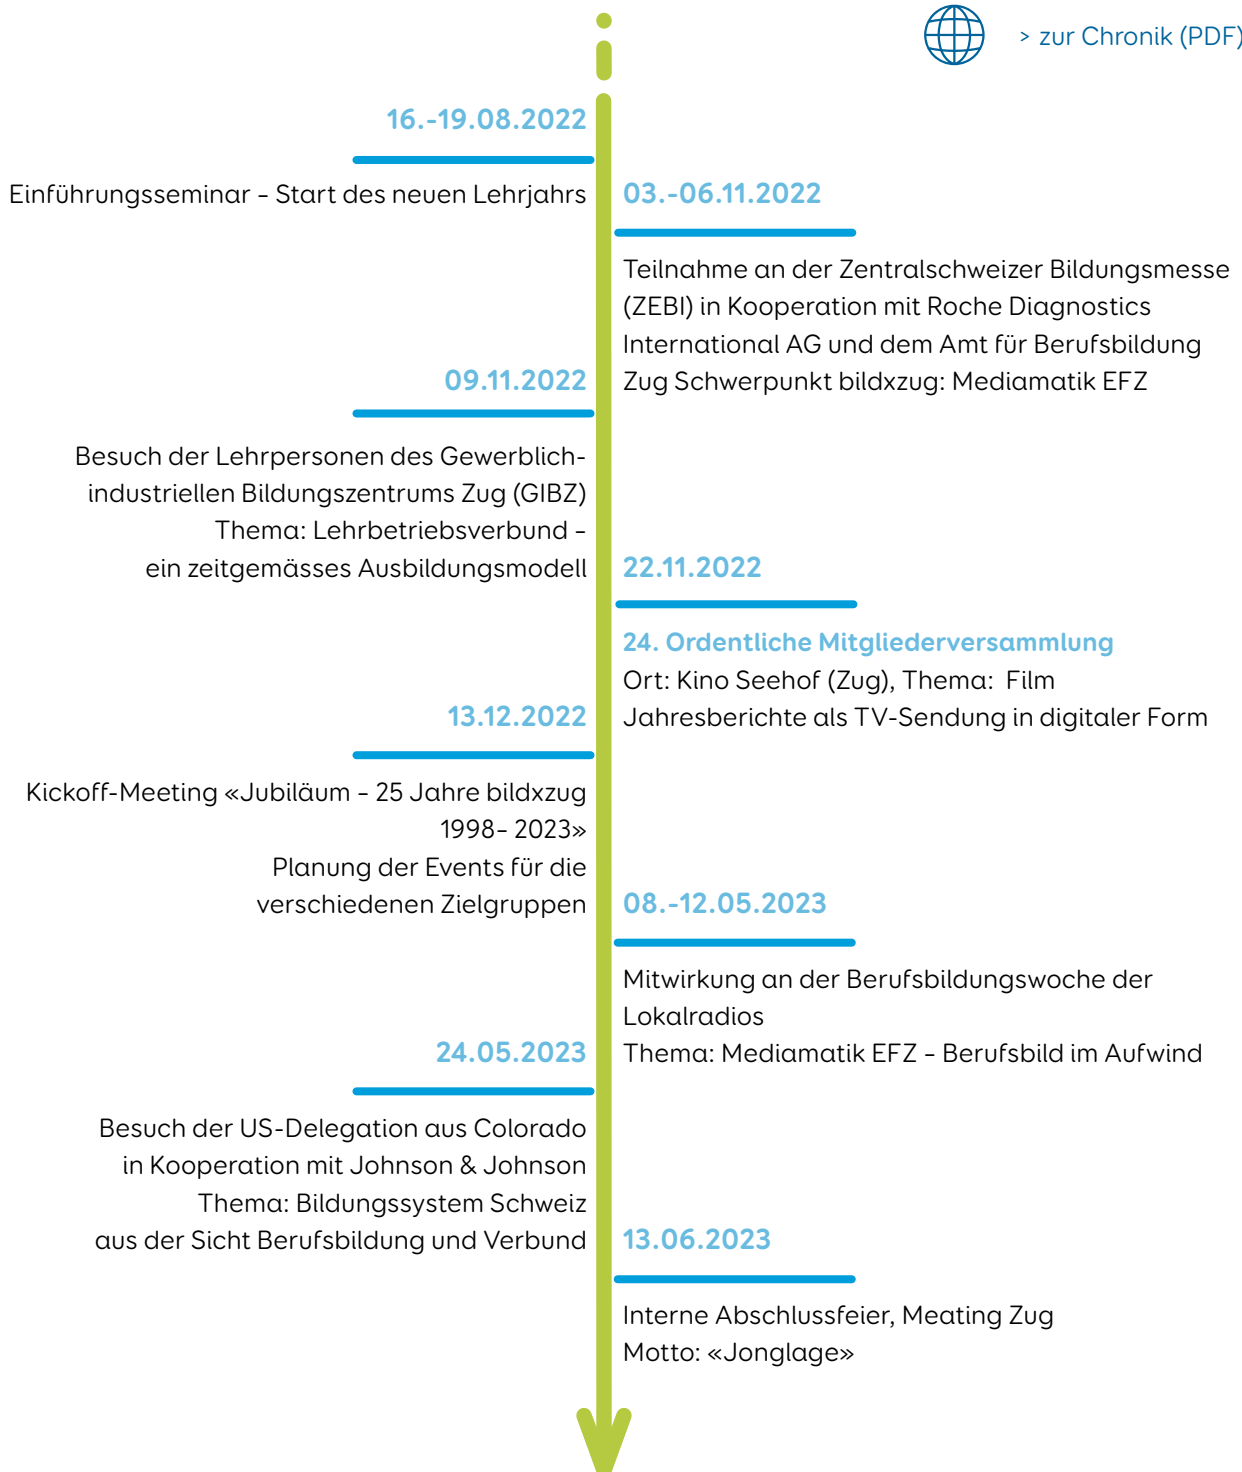 > zur Chronik (PDF)
16.-19.08.2022
Einführungsseminar – Start des neuen Lehrjahrs
03.-06.11.2022
Teilnahme an der Zentralschweizer Bildungsmesse
(ZEBI) in Kooperation mit Roche Diagnostics
International AG und dem Amt für Berufsbildung
Zug Schwerpunkt bildxzug: Mediamatik EFZ
09.11.2022
Besuch der Lehrpersonen des Gewerblich-
industriellen Bildungszentrums Zug (GIBZ)
Thema: Lehrbetriebsverbund –
ein zeitgemässes Ausbildungsmodell
22.11.2022
24. Ordentliche Mitgliederversammlung
Ort: Kino Seehof (Zug), Thema: Film
Jahresberichte als TV-Sendung in digitaler Form
13.12.2022
Kickoff-Meeting «Jubiläum – 25 Jahre bildxzug
1998– 2023»
Planung der Events für die
verschiedenen Zielgruppen
08.-12.05.2023
Mitwirkung an der Berufsbildungswoche der
Lokalradios
Thema: Mediamatik EFZ – Berufsbild im Aufwind
24.05.2023
Besuch der US-Delegation aus Colorado
in Kooperation mit Johnson & Johnson
Thema: Bildungssystem Schweiz
aus der Sicht Berufsbildung und Verbund
13.06.2023
Interne Abschlussfeier, Meating Zug
Motto: «Jonglage»